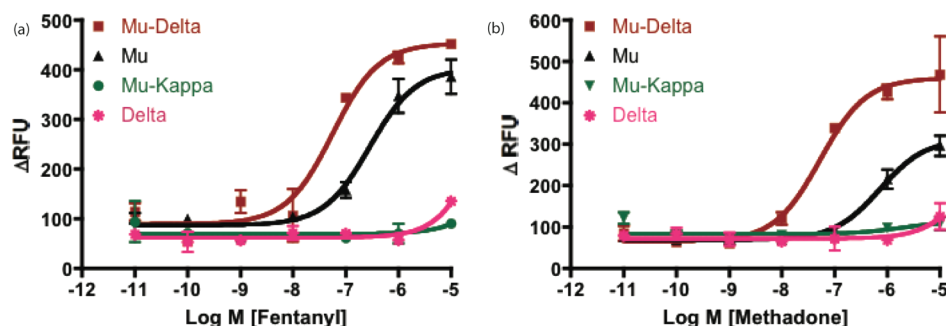 (a)
Mu-Delta
Mu
Mu-Kappa
Delta
ΔRFU
500
400
300
200
100
0
-12 -11 -10 -9 -8 -7 -6 -5
Log M [Fentanyl]
(b)
Mu-Delta
Mu
Mu-Kappa
Delta
Δ RFU
600
500
400
300
200
100
0
-12 -11 -10 -9 -8 -7 -6 -5
Log M [Methadone]